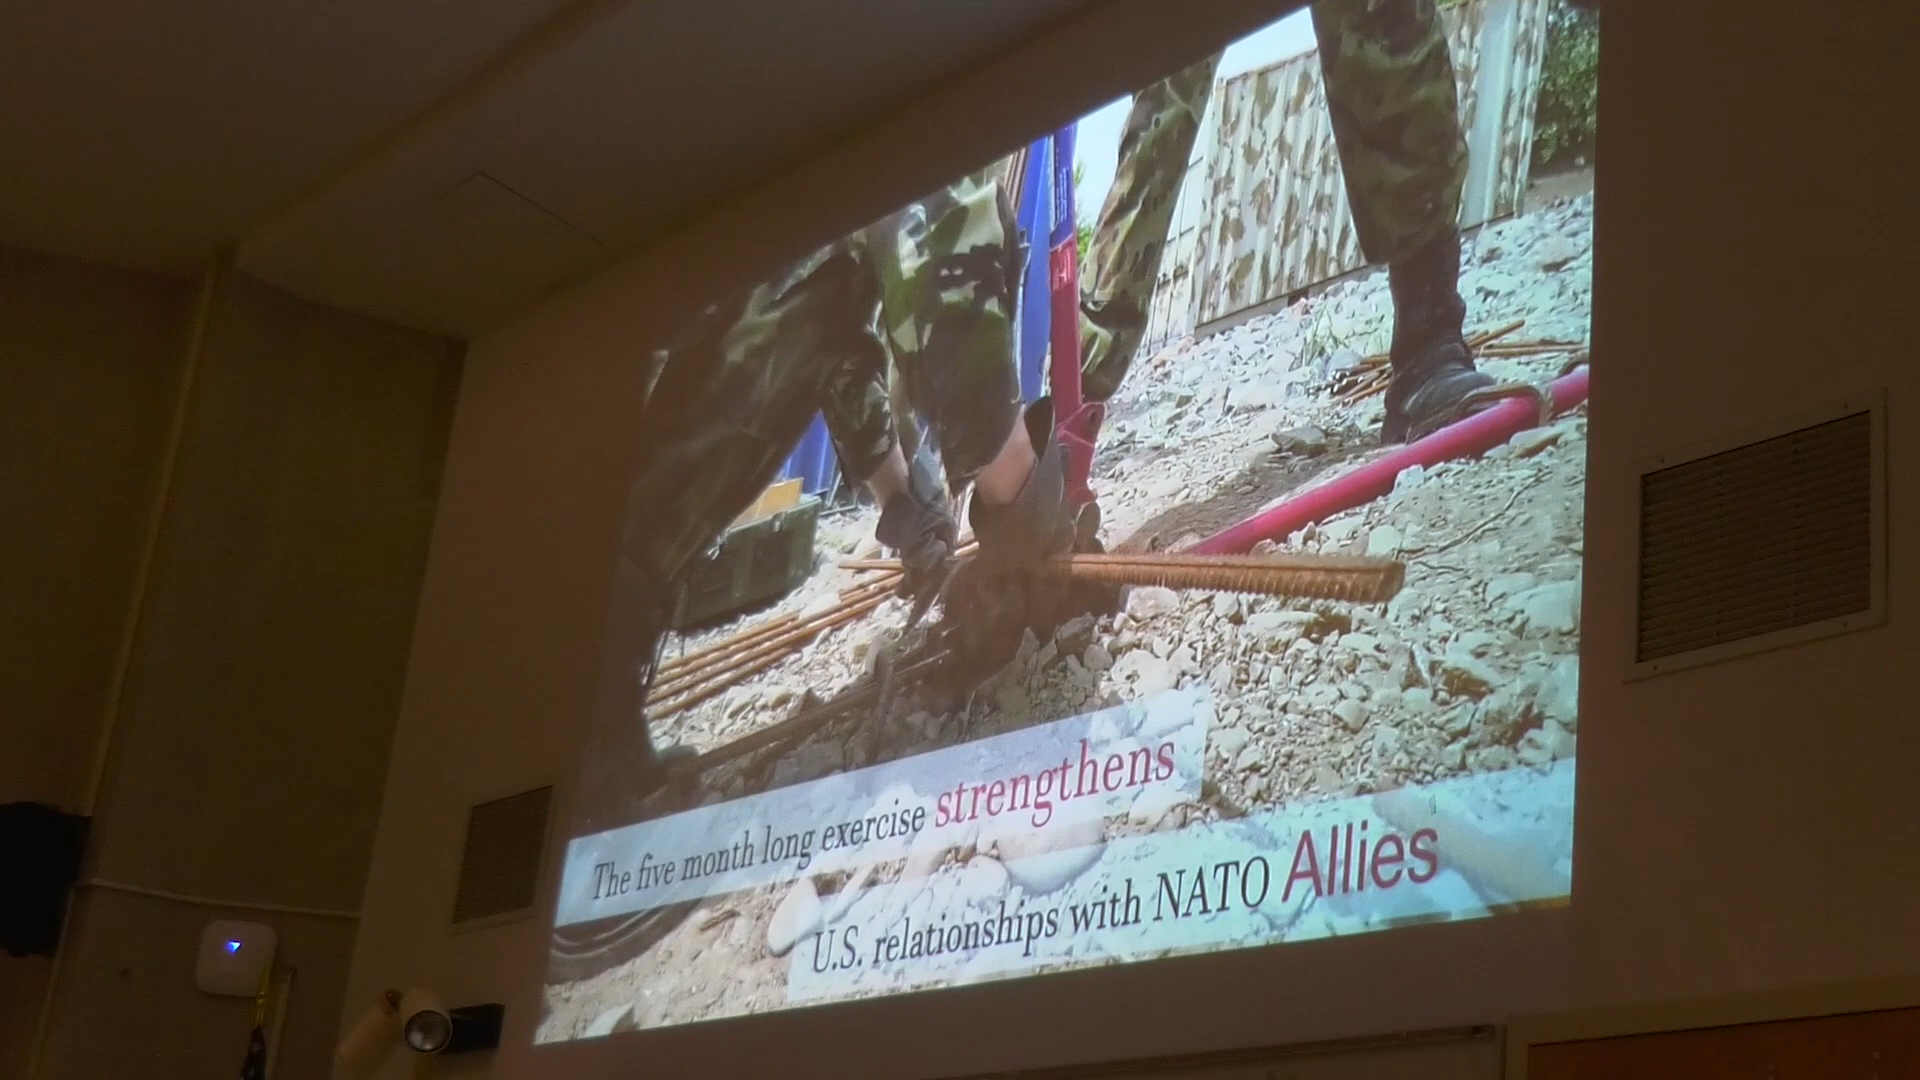 The five month long exercise strengthens
U.S. relationships with NATO Allies